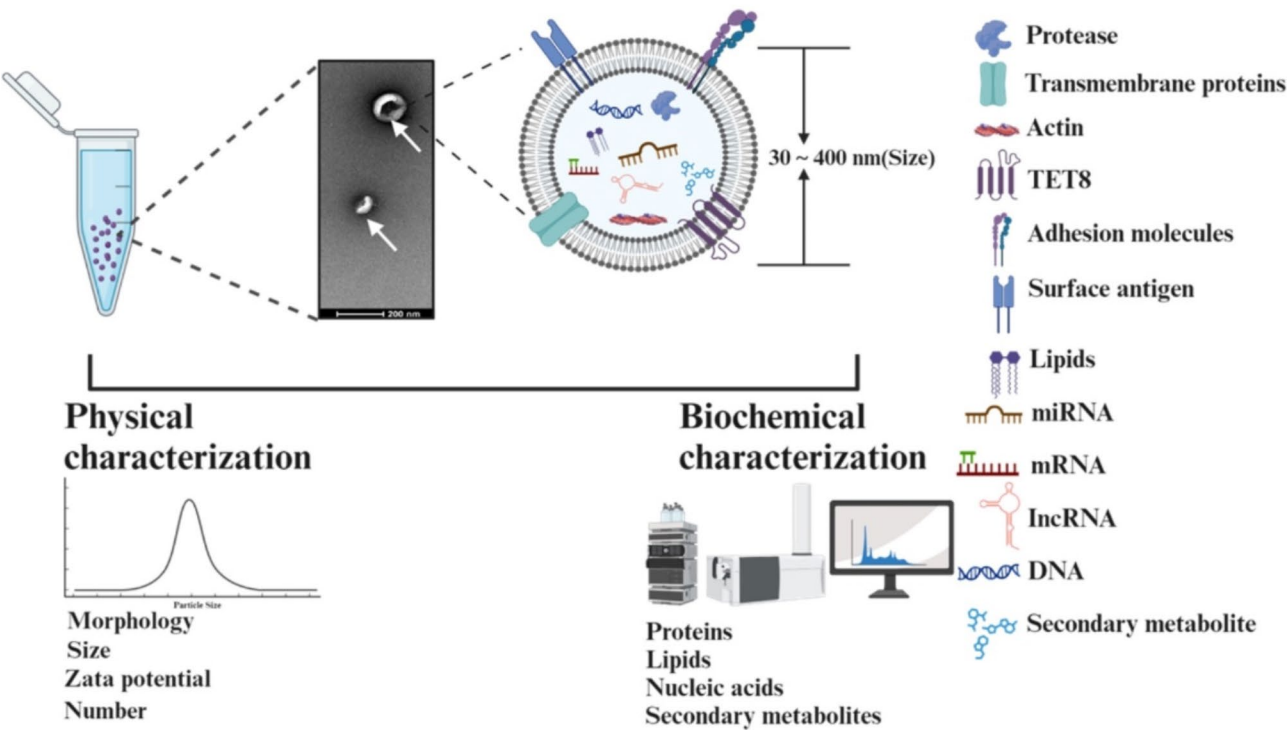 200 nm
30 ~ 400 nm(Size)
Protease
Transmembrane proteins
Actin
TET8
Adhesion molecules
Surface antigen
Lipids
miRNA
mRNA
lncRNA
DNA
Secondary metabolite
Physical
characterization
Particle Size
Morphology
Size
Zata potential
Number
Biochemical
characterization
Proteins
Lipids
Nucleic acids
Secondary metabolites